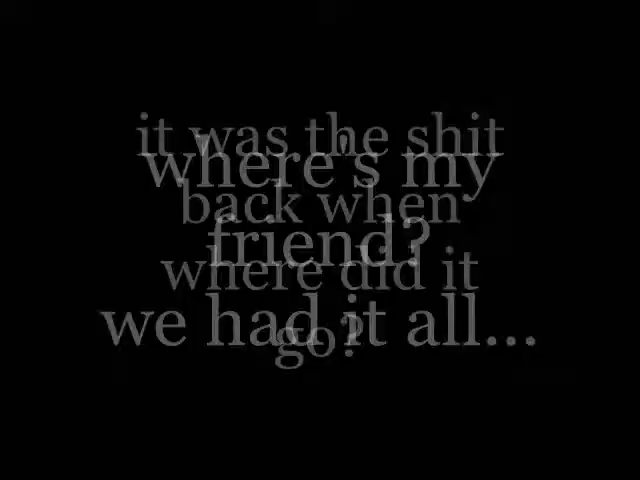 it was the shit
back when
where did it
go?
where's my
friend?
we had it all...